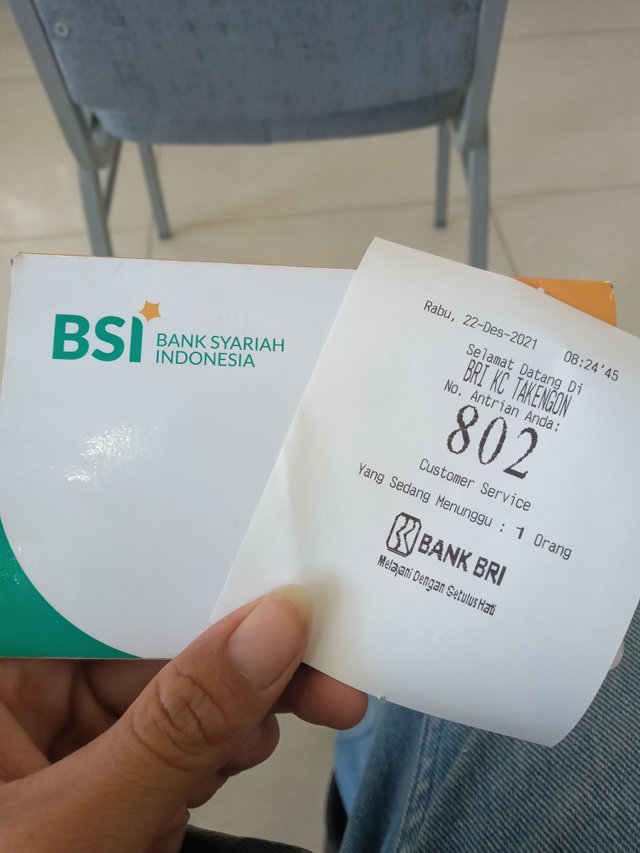 BSI BANK SYARIAH
INDONESIA
Rabu, 22-Des-2021 08:24'45
Selamat Datang Di
BRI KC TAKENGON
No. Antrian Anda:
802
Customer Service
Yang Sedang Menunggu : 1 Orang
BANK BRI
Melayani Dengan Setulus Hati